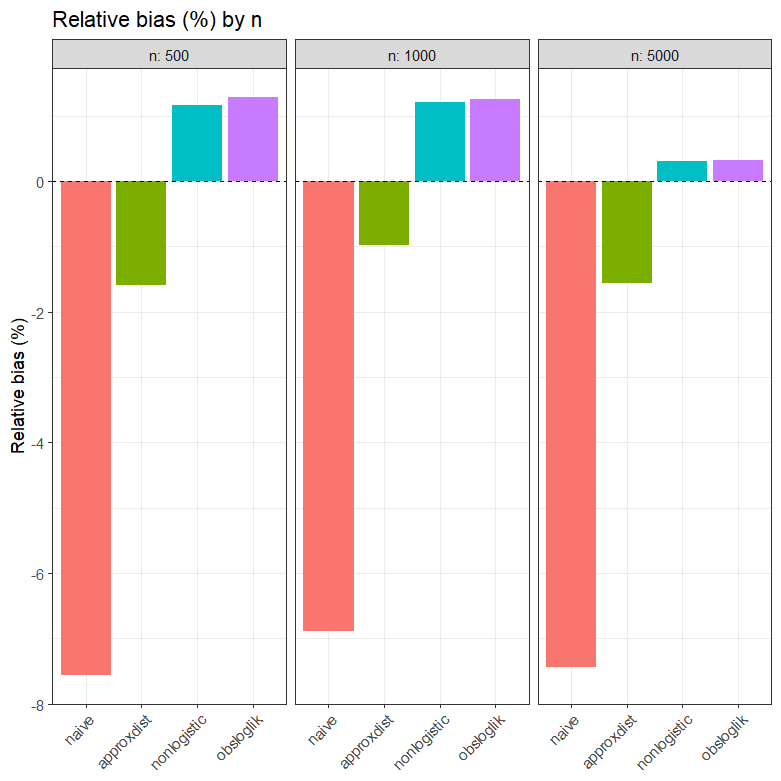 Relative bias (%) by n
n: 500
n: 1000
n: 5000
Relative bias (%)
0
-2
-4
-6
-8
naive
approxdist
nonlogistic
obsloglik
naive
approxdist
nonlogistic
obsloglik
naive
approxdist
nonlogistic
obsloglik